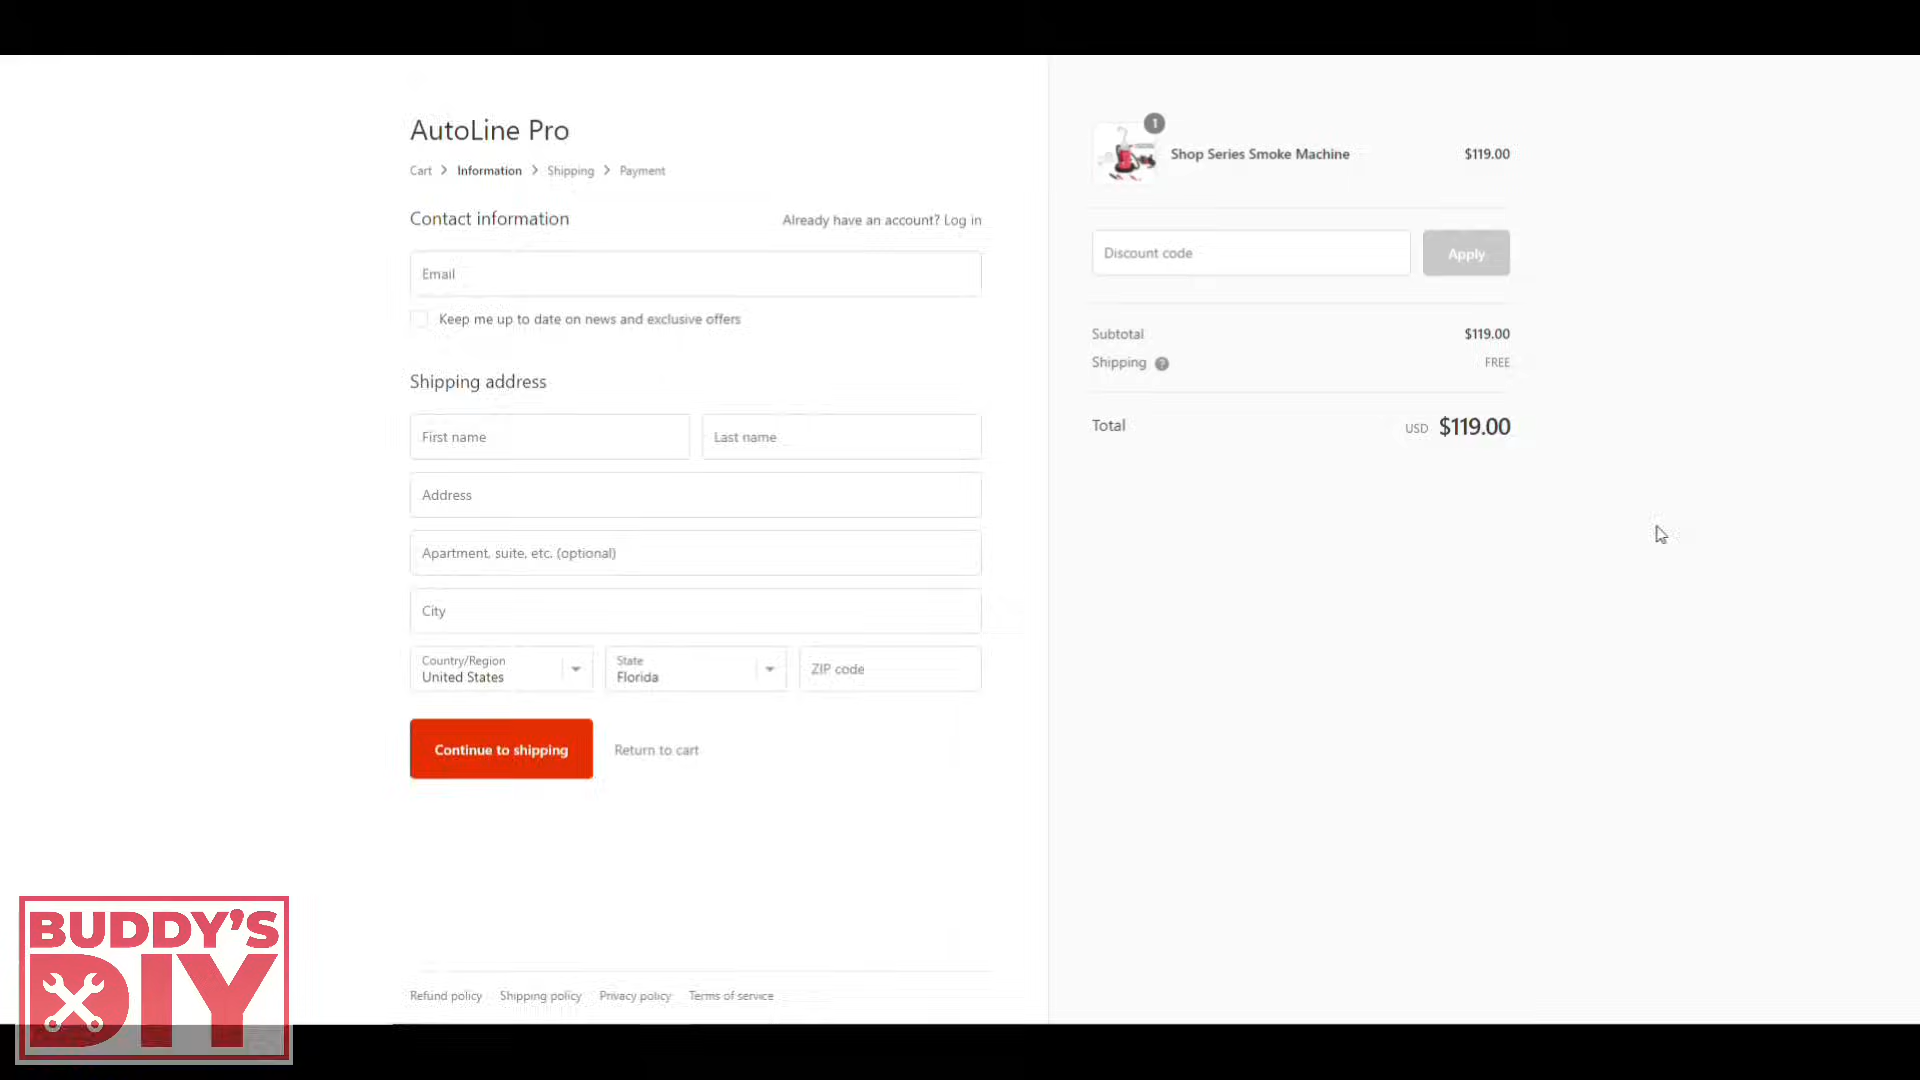 AutoLine Pro
Cart > Information > Shipping > Payment
Contact information
Already have an account? Log in
Email
Keep me up to date on news and exclusive offers
Shipping address
First name
Last name
Address
Apartment, suite, etc. (optional)
City
Country/Region
United States
State
Florida
ZIP code
Continue to shipping
Return to cart
Refund policy
Shipping policy
Privacy policy
Terms of service
1
Shop Series Smoke Machine
$119.00
Discount code
Apply
Subtotal
$119.00
Shipping ?
FREE
Total
USD $119.00
BUDDY'S
DIY